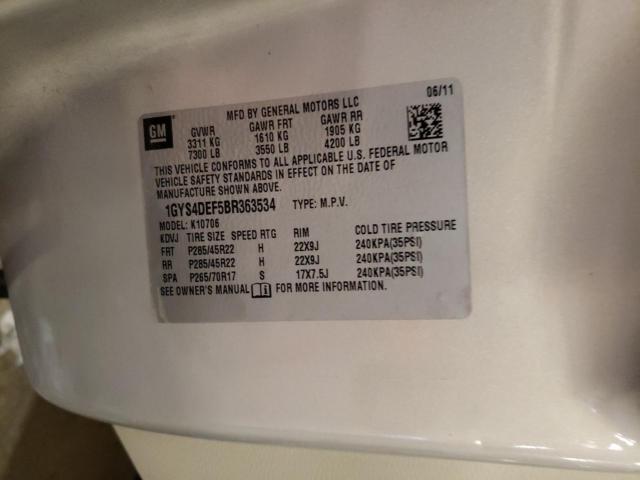 06/11
MFD BY GENERAL MOTORS LLC
GM
GVWR GAWR FRT GAWR RR
3311 KG 1610 KG 1905 KG
7300 LB 3550 LB 4200 LB
THIS VEHICLE CONFORMS TO ALL APPLICABLE U.S. FEDERAL MOTOR
VEHICLE SAFETY STANDARDS IN EFFECT ON THE DATE OF
MANUFACTURE SHOWN ABOVE.
1GYS4DEF5BR363534 TYPE: M.P.V.
MODEL: K10706
KDVJ TIRE SIZE SPEED RTG RIM COLD TIRE PRESSURE
FRT P285/45R22 H 22X9J 240KPA(35PSI)
RR P285/45R22 H 22X9J 240KPA(35PSI)
SPA P265/70R17 S 17X7.5J 240KPA(35PSI)
SEE OWNER'S MANUAL FOR MORE INFORMATION.